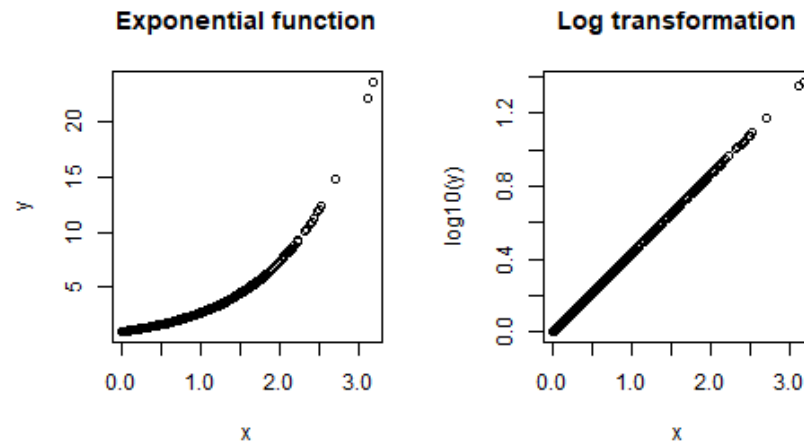 Exponential function
y
20
15
10
5
0.0 1.0 2.0 3.0
x
Log transformation
log10(y)
1.2
0.8
0.4
0.0
0.0 1.0 2.0 3.0
x